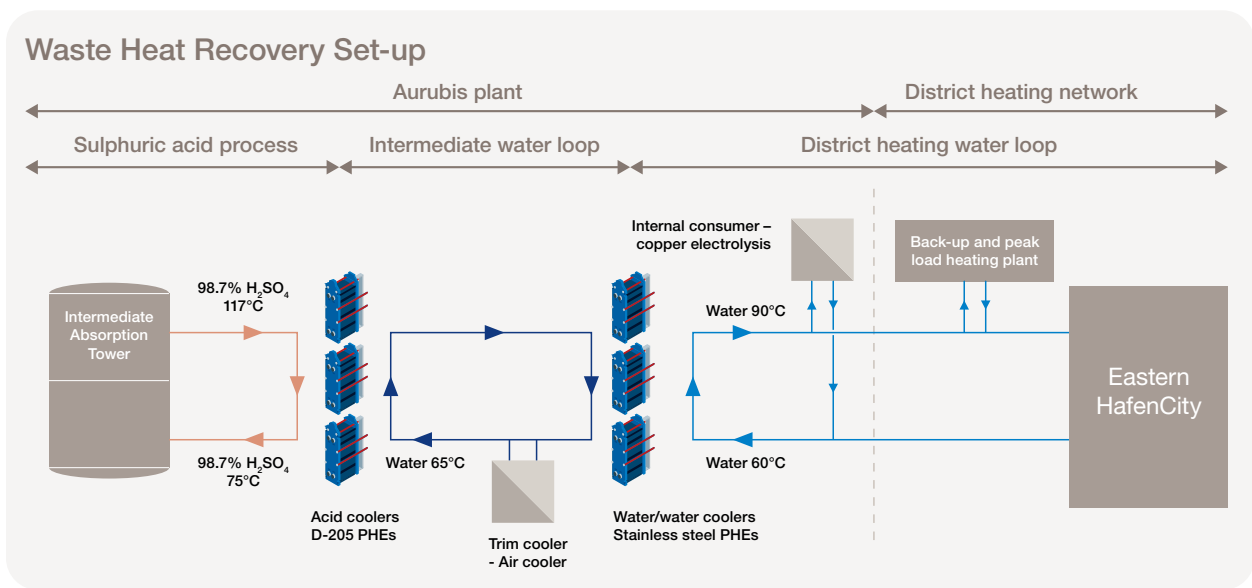 Waste Heat Recovery Set-up
Aurubis plant
District heating network
Sulphuric acid process
Intermediate water loop
District heating water loop
Internal consumer –
copper electrolysis
Back-up and peak
load heating plant
98.7% H₂SO₄
117°C
Intermediate
Absorption
Tower
Water 90°C
Eastern
HafenCity
98.7% H₂SO₄
75°C
Water 65°C
Water 60°C
Acid coolers
D-205 PHEs
Trim cooler
- Air cooler
Water/water coolers
Stainless steel PHEs